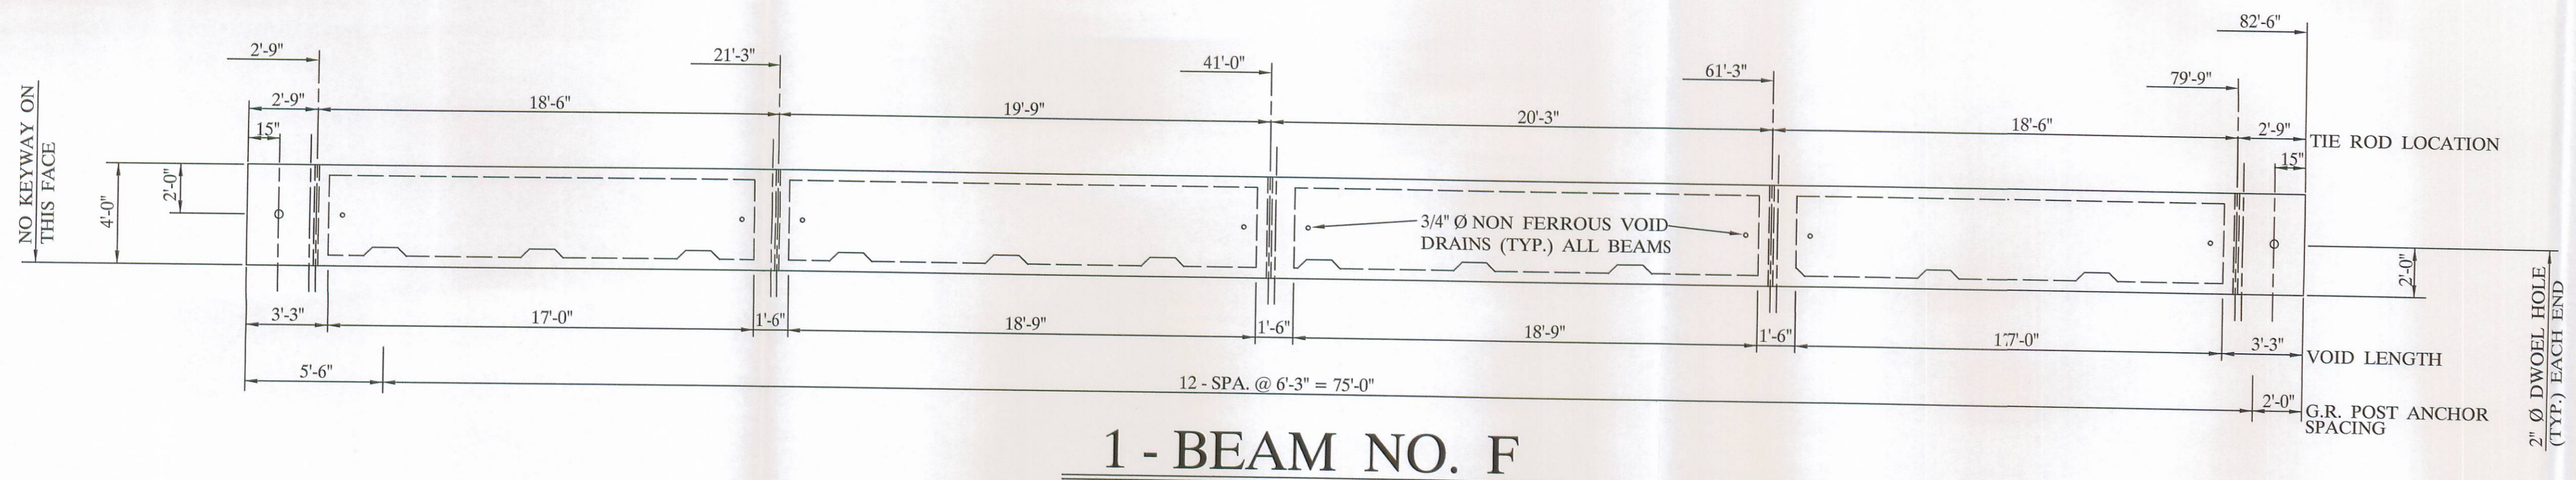 82'-6"
2'-9"
21'-3"
41'-0"
61'-3"
79'-9"
2'-9"
18'-6"
19'-9"
20'-3"
18'-6"
2'-9"
TIE ROD LOCATION
15"
15"
NO KEYWAY ON
THIS FACE
4'-0"
2'-0"
3/4" Ø NON FERROUS VOID
DRAINS (TYP.) ALL BEAMS
2'-0"
2" Ø DWOEL HOLE
(TYP.) EACH END
3'-3"
17'-0"
1'-6"
18'-9"
1'-6"
18'-9"
1'-6"
17'-0"
3'-3"
VOID LENGTH
5'-6"
12 - SPA. @ 6'-3" = 75'-0"
2'-0"
G.R. POST ANCHOR
SPACING
1 - BEAM NO. F